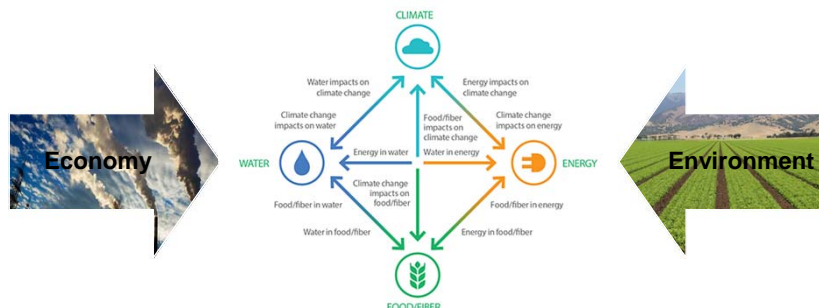 CLIMATE
Water impacts on
climate change
Energy impacts on
climate change
Climate change
impacts on water
Food/fiber
impacts on
climate change
Climate change
impacts on energy
Economy
WATER
Energy in water
Water in energy
ENERGY
Environment
Climate change
impacts on
food/fiber
Food/fiber in water
Food/fiber in energy
Water in food/fiber
Energy in food/fiber
FOOD/FIBER